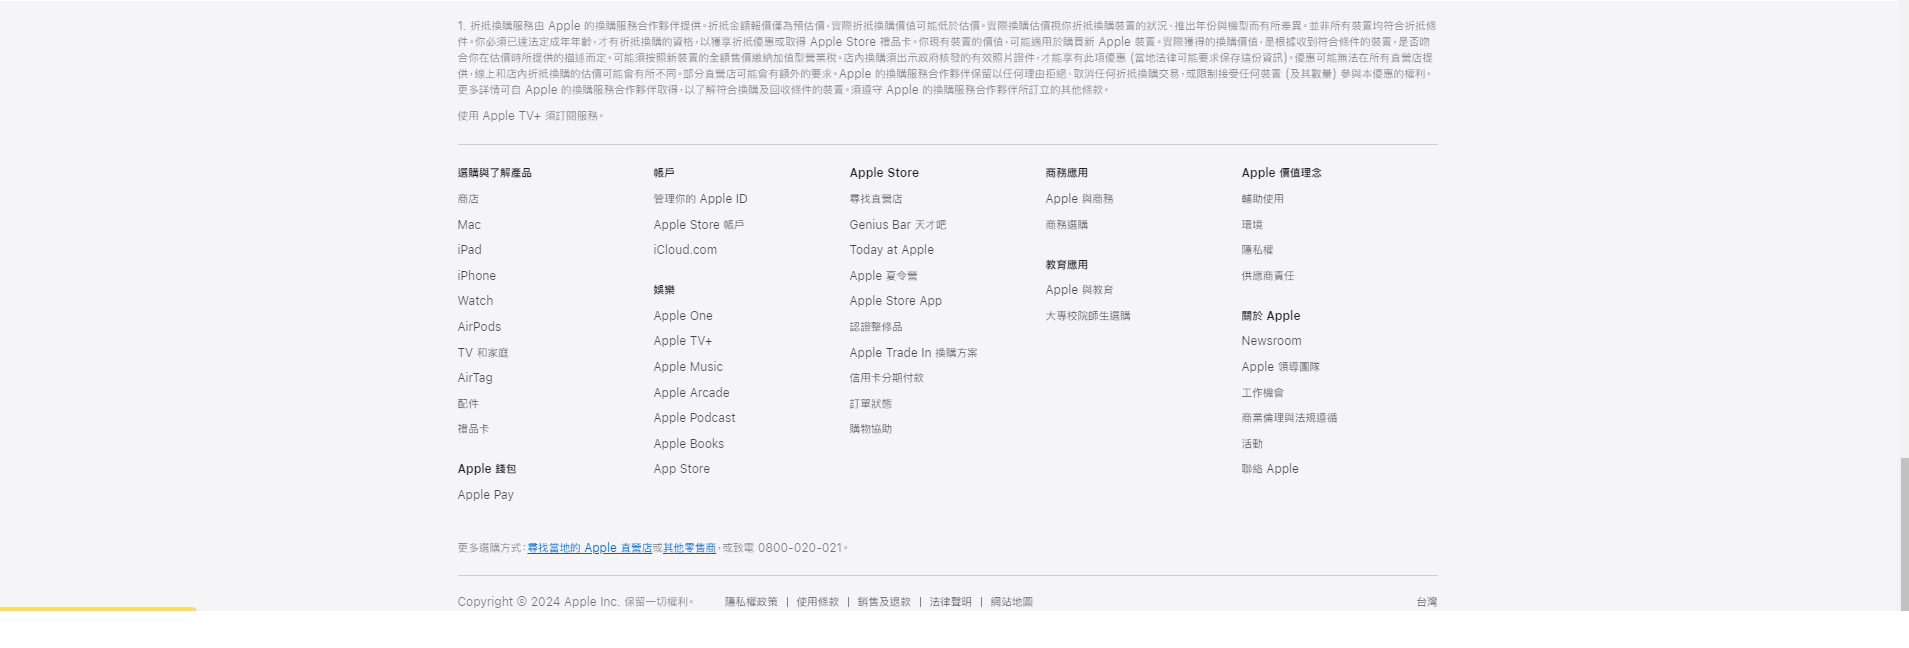 1. 折抵換購服務由 Apple 的換購服務合作夥伴提供。折抵金額報價僅為預估價，實際折抵換購價值可能低於估價。實際換購估價視你折抵換購裝置的狀況、推出年份與機型而有所差異。並非所有裝置均符合折抵條
件。你必須已達法定成年年齡，才有折抵換購的資格，以獲享折抵優惠或取得 Apple Store 禮品卡。你現有裝置的價值，可能適用於購買新 Apple 裝置。實際獲得的換購價值，是根據收到符合條件的裝置，是否吻
合你在估價時所提供的描述而定。可能須按照新裝置的全額售價繳納加值型營業稅。店內換購須出示政府核發的有效照片證件，才能享有此項優惠 (當地法律可能要求保存這份資訊)。優惠可能無法在所有直營店提
供，線上和店內折抵換購的估價可能會有所不同。部分直營店可能會有額外的要求。Apple 的換購服務合作夥伴保留以任何理由拒絕、取消任何折抵換購交易，或限制接受任何裝置 (及其數量) 參與本優惠的權利。
更多詳情可自 Apple 的換購服務合作夥伴取得，以了解符合換購及回收條件的裝置。須遵守 Apple 的換購服務合作夥伴所訂立的其他條款。
使用 Apple TV+ 須訂閱服務。
選購與了解產品
商店
Mac
iPad
iPhone
Watch
AirPods
TV 和家庭
AirTag
配件
禮品卡
Apple 錢包
Apple Pay
帳戶
管理你的 Apple ID
Apple Store 帳戶
iCloud.com
娛樂
Apple One
Apple TV+
Apple Music
Apple Arcade
Apple Podcast
Apple Books
App Store
Apple Store
尋找直營店
Genius Bar 天才吧
Today at Apple
Apple 夏令營
Apple Store App
認證整修品
Apple Trade In 換購方案
信用卡分期付款
訂單狀態
購物協助
商務應用
Apple 與商務
商務選購
教育應用
Apple 與教育
大專校院師生選購
Apple 價值理念
輔助使用
環境
隱私權
供應商責任
關於 Apple
Newsroom
Apple 領導團隊
工作機會
商業倫理與法規遵循
活動
聯絡 Apple
更多選購方式：尋找當地的 Apple 直營店或其他零售商，或致電 0800-020-021。
Copyright © 2024 Apple Inc. 保留一切權利。 隱私權政策 | 使用條款 | 銷售及退款 | 法律聲明 | 網站地圖 台灣